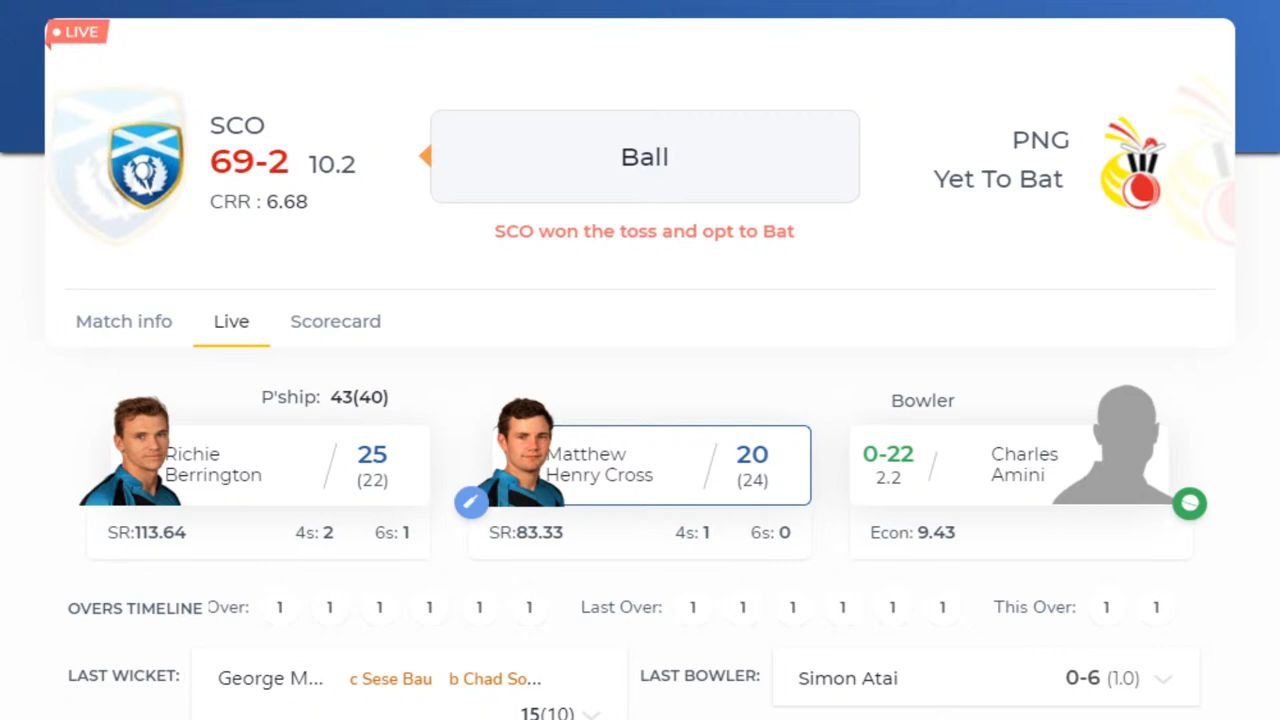 LIVE
SCO
69-2 10.2
CRR : 6.68
Ball
SCO won the toss and opt to Bat
PNG
Yet To Bat
Match info Live Scorecard
P'ship: 43(40)
Richie
Berrington
25
(22)
SR:113.64 4s: 2 6s: 1
Matthew
Henry Cross
20
(24)
SR:83.33 4s: 1 6s: 0
Bowler
0-22
2.2
Charles
Amini
Econ: 9.43
OVERS TIMELINE Over: 1 1 1 1 1 1 Last Over: 1 1 1 1 1 1 This Over: 1 1
LAST WICKET: George M... c Sese Bau b Chad So...
15(10)
LAST BOWLER: Simon Atai 0-6 (1.0)